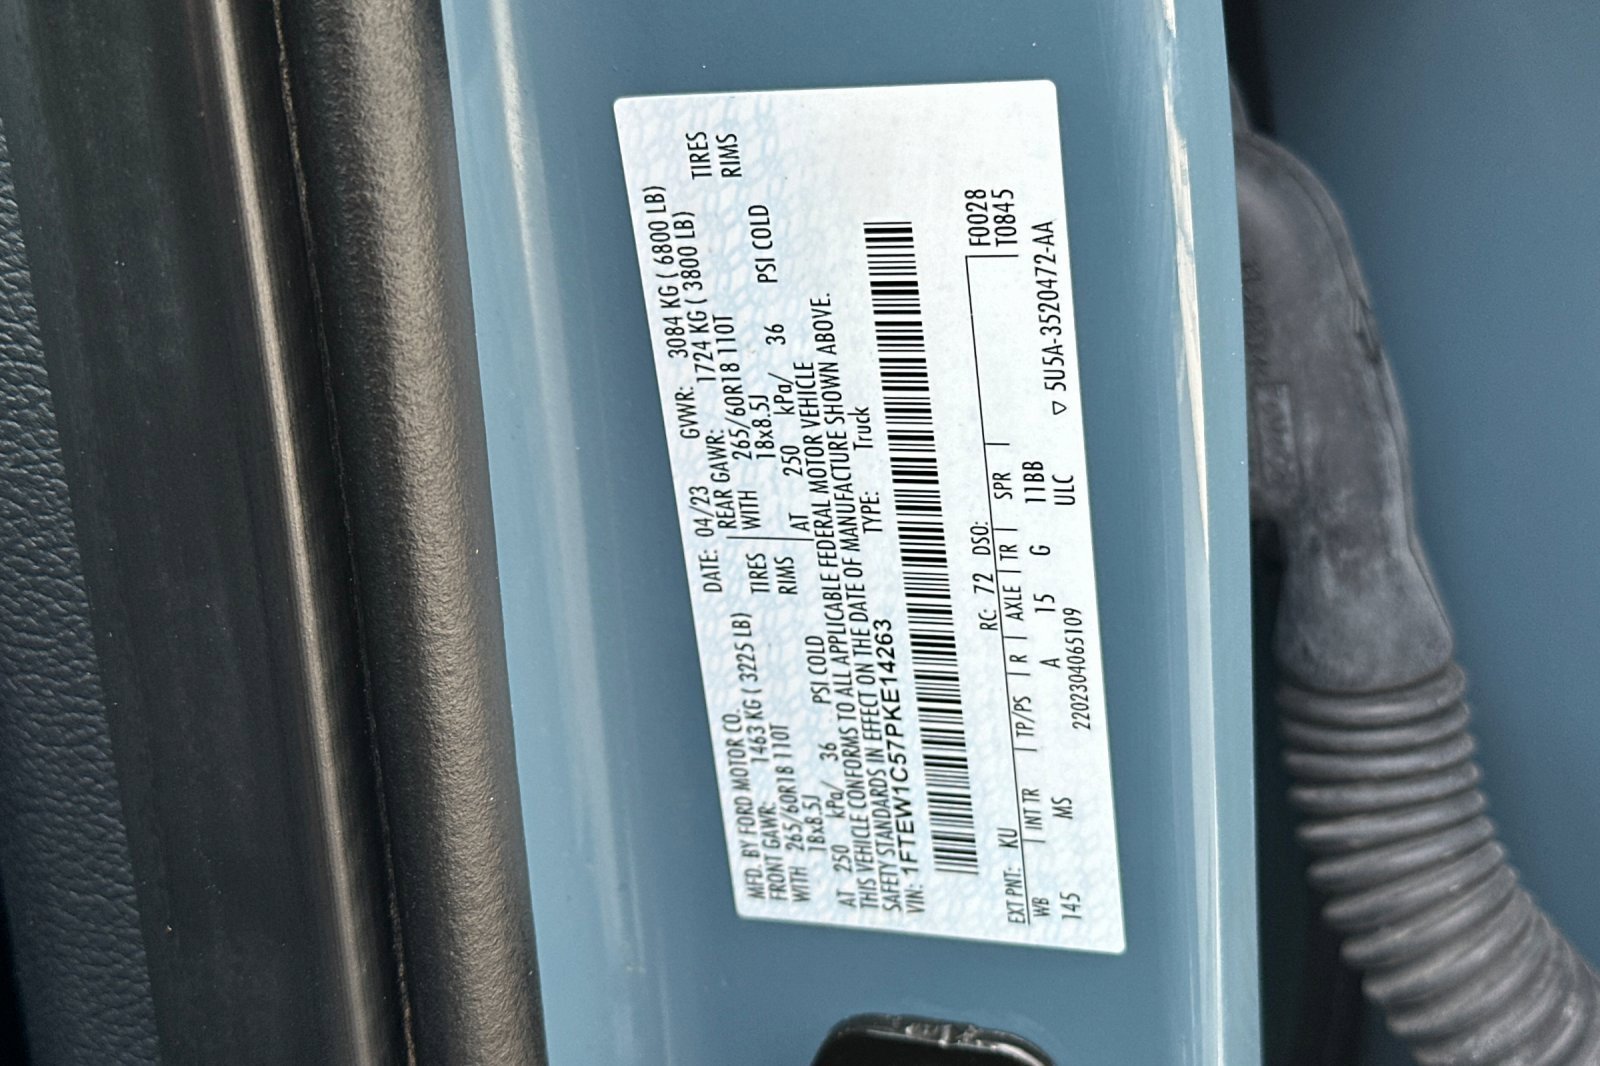 MFD. BY FORD MOTOR CO.
DATE: 04/23 GVWR: 3084 KG ( 6800 LB)
FRONT GAWR: 1463 KG ( 3225 LB) REAR GAWR: 1724 KG ( 3800 LB)
WITH 265/60R18 110T TIRES WITH 265/60R18 110T TIRES
18x8.5J RIMS 18x8.5J RIMS
AT 250 kPa/ 36 PSI COLD AT 250 kPa/ 36 PSI COLD
THIS VEHICLE CONFORMS TO ALL APPLICABLE FEDERAL MOTOR VEHICLE
SAFETY STANDARDS IN EFFECT ON THE DATE OF MANUFACTURE SHOWN ABOVE.
VIN: 1FTEW1C57PKE14263 TYPE: Truck
EXT PNT: KU RC: 72 DSO: F0028
WB INT TR TP/PS R AXLE TR SPR T0845
145 MS A 15 G 11BB
2202304065109 ULC ▽ 5U5A-3520472-AA